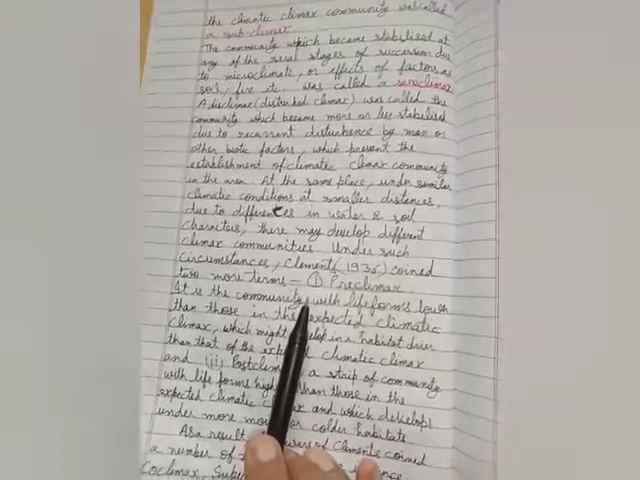 the climatic climax community was called
a sub-climax
The community which became stabilised at
any of the seral stages of succession due
to microclimate, or effects of factors as
soil, fire etc. was called a
A disclimax (disturbed climax) was called the
community which became more or less stabilised
due to recurrent disturbance by man or
other biotic factors, which prevent the
establishment of climatic climax community
in the area. At the same place, under similar
climatic conditions at smaller distances,
due to differences in water & soil
characters, there may develop different
climax communities. Under such
circumstances, Clements (1936) coined
two more terms – (i) Preclimax
It is the community with lifeforms lower
than those in the expected climatic
climax, which might develop in a habitat drier
than that of the climatic climax
and (ii) a strip of community
with life forms than those in the
expected climatic and which develops
under more or colder habitats
As a result of Clements coined
a number of
Coclimax,